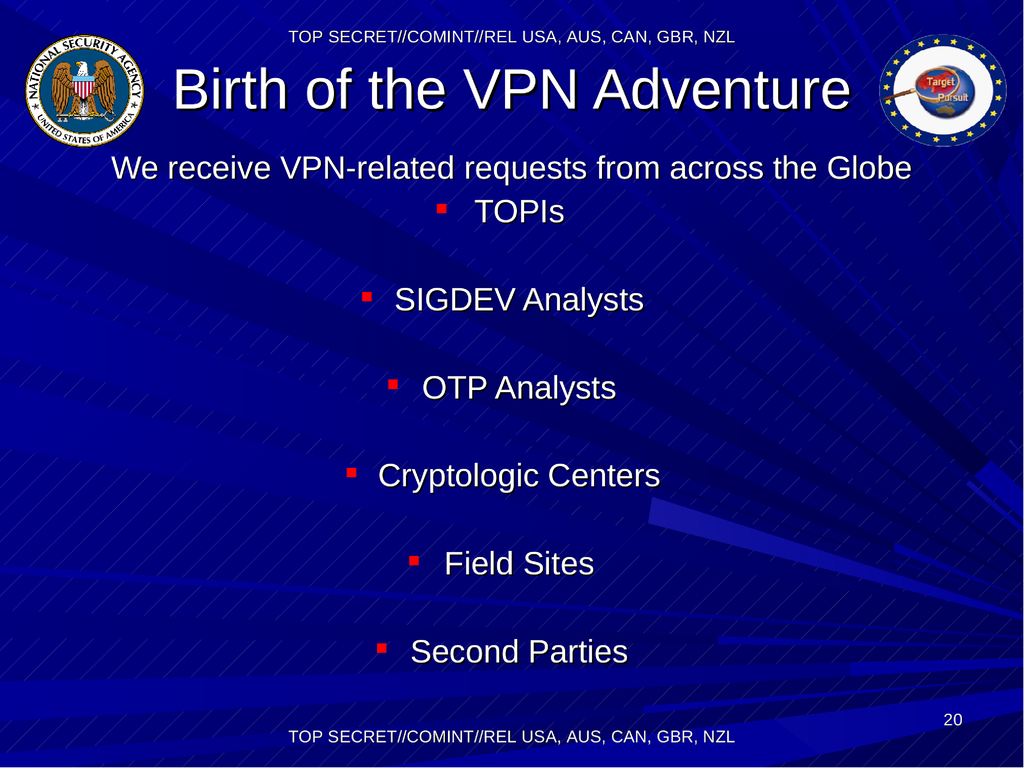 TOP SECRET//COMINT//REL USA, AUS, CAN, GBR, NZL
NATIONAL SECURITY AGENCY
UNITED STATES OF AMERICA
Birth of the VPN Adventure
Target
Pursuit
We receive VPN-related requests from across the Globe
TOPIs
SIGDEV Analysts
OTP Analysts
Cryptologic Centers
Field Sites
Second Parties
20
TOP SECRET//COMINT//REL USA, AUS, CAN, GBR, NZL